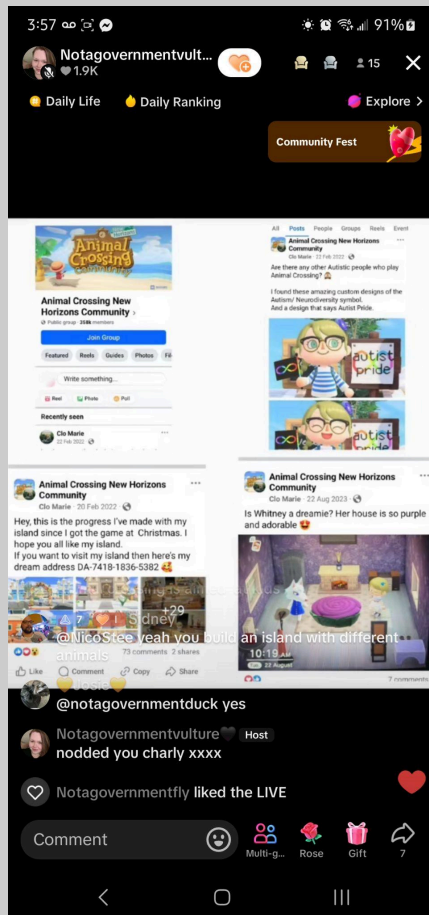 3:57
91%
Notagovernmentvult...
1.9K
15
Daily Life
Daily Ranking
Explore >
Community Fest
Horizons
Animal
Crossing
Community
Animal Crossing New
Horizons Community >
Public group · 358k members
Join Group
Featured
Reels
Guides
Photos
Write something...
Reel
Photo
Poll
Recently seen
Clo Marie
22 Feb 2022
All
Posts
People
Groups
Reels
Event
Animal Crossing New Horizons
Community
Clo Marie · 22 Feb 2022
Are there any other Autistic people who play
Animal Crossing?
I found these amazing custom designs of the
Autism/ Neurodiversity symbol.
And a design that says Autist Pride.
autist
pride
autist
Animal Crossing New Horizons
Community
Clo Marie · 20 Feb 2022
Hey, this is the progress I've made with my
island since I got the game at Christmas. I
hope you all like my island.
If you want to visit my island then here's my
dream address DA-7418-1836-5382
+29
73 comments 2 shares
Like
Comment
Copy
Share
Animal Crossing New Horizons
Community
Clo Marie · 22 Aug 2023
Is Whitney a dreamie? Her house is so purple
and adorable
10:19 AM
22 August
7 comments
7
1
Sidney
@NicoStee yeah you build an island with different
animals
Josie
@notagovernmentduck yes
Notagovernmentvulture Host
nodded you charly xxxx
Notagovernmentfly liked the LIVE
Comment
Multi-g...
Rose
Gift
7